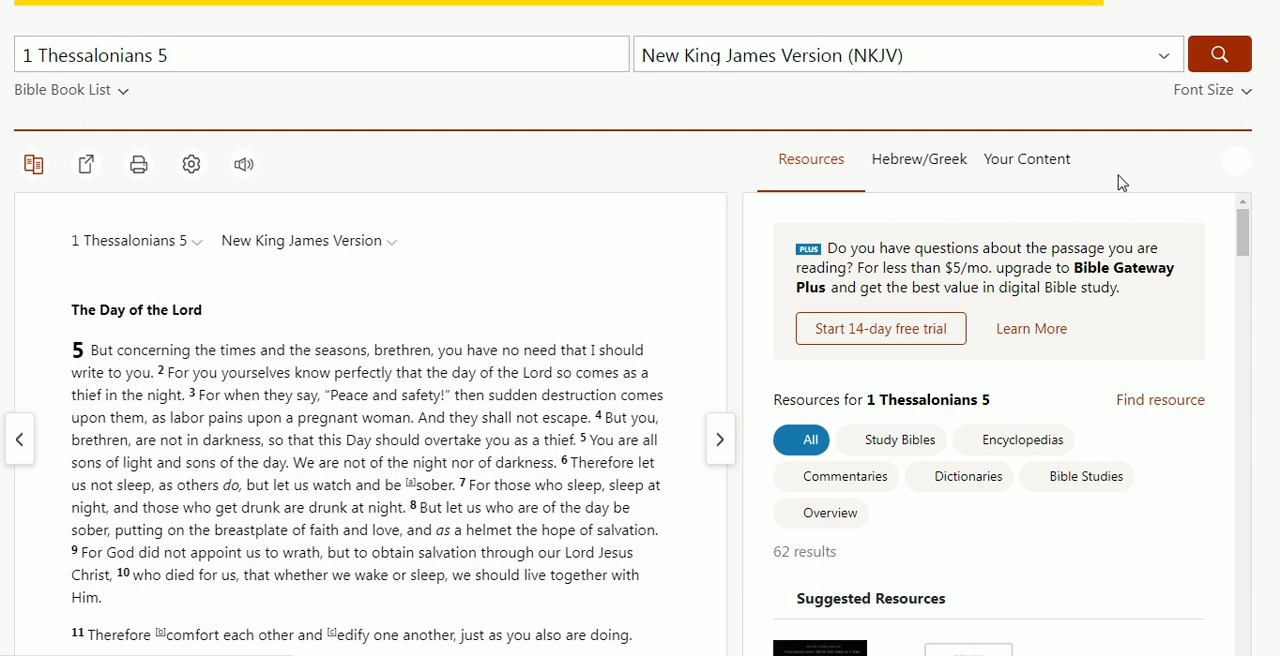 1 Thessalonians 5
New King James Version (NKJV)
Bible Book List
Font Size
Resources Hebrew/Greek Your Content
1 Thessalonians 5 New King James Version
The Day of the Lord
5 But concerning the times and the seasons, brethren, you have no need that I should
write to you. 2 For you yourselves know perfectly that the day of the Lord so comes as a
thief in the night. 3 For when they say, “Peace and safety!” then sudden destruction comes
upon them, as labor pains upon a pregnant woman. And they shall not escape. 4 But you,
brethren, are not in darkness, so that this Day should overtake you as a thief. 5 You are all
sons of light and sons of the day. We are not of the night nor of darkness. 6 Therefore let
us not sleep, as others do, but let us watch and be [a]sober. 7 For those who sleep, sleep at
night, and those who get drunk are drunk at night. 8 But let us who are of the day be
sober, putting on the breastplate of faith and love, and as a helmet the hope of salvation.
9 For God did not appoint us to wrath, but to obtain salvation through our Lord Jesus
Christ, 10 who died for us, that whether we wake or sleep, we should live together with
Him.
11 Therefore [b]comfort each other and [c]edify one another, just as you also are doing.
PLUS Do you have questions about the passage you are
reading? For less than $5/mo. upgrade to Bible Gateway
Plus and get the best value in digital Bible study.
Start 14-day free trial Learn More
Resources for 1 Thessalonians 5 Find resource
All Study Bibles Encyclopedias
Commentaries Dictionaries Bible Studies
Overview
62 results
Suggested Resources